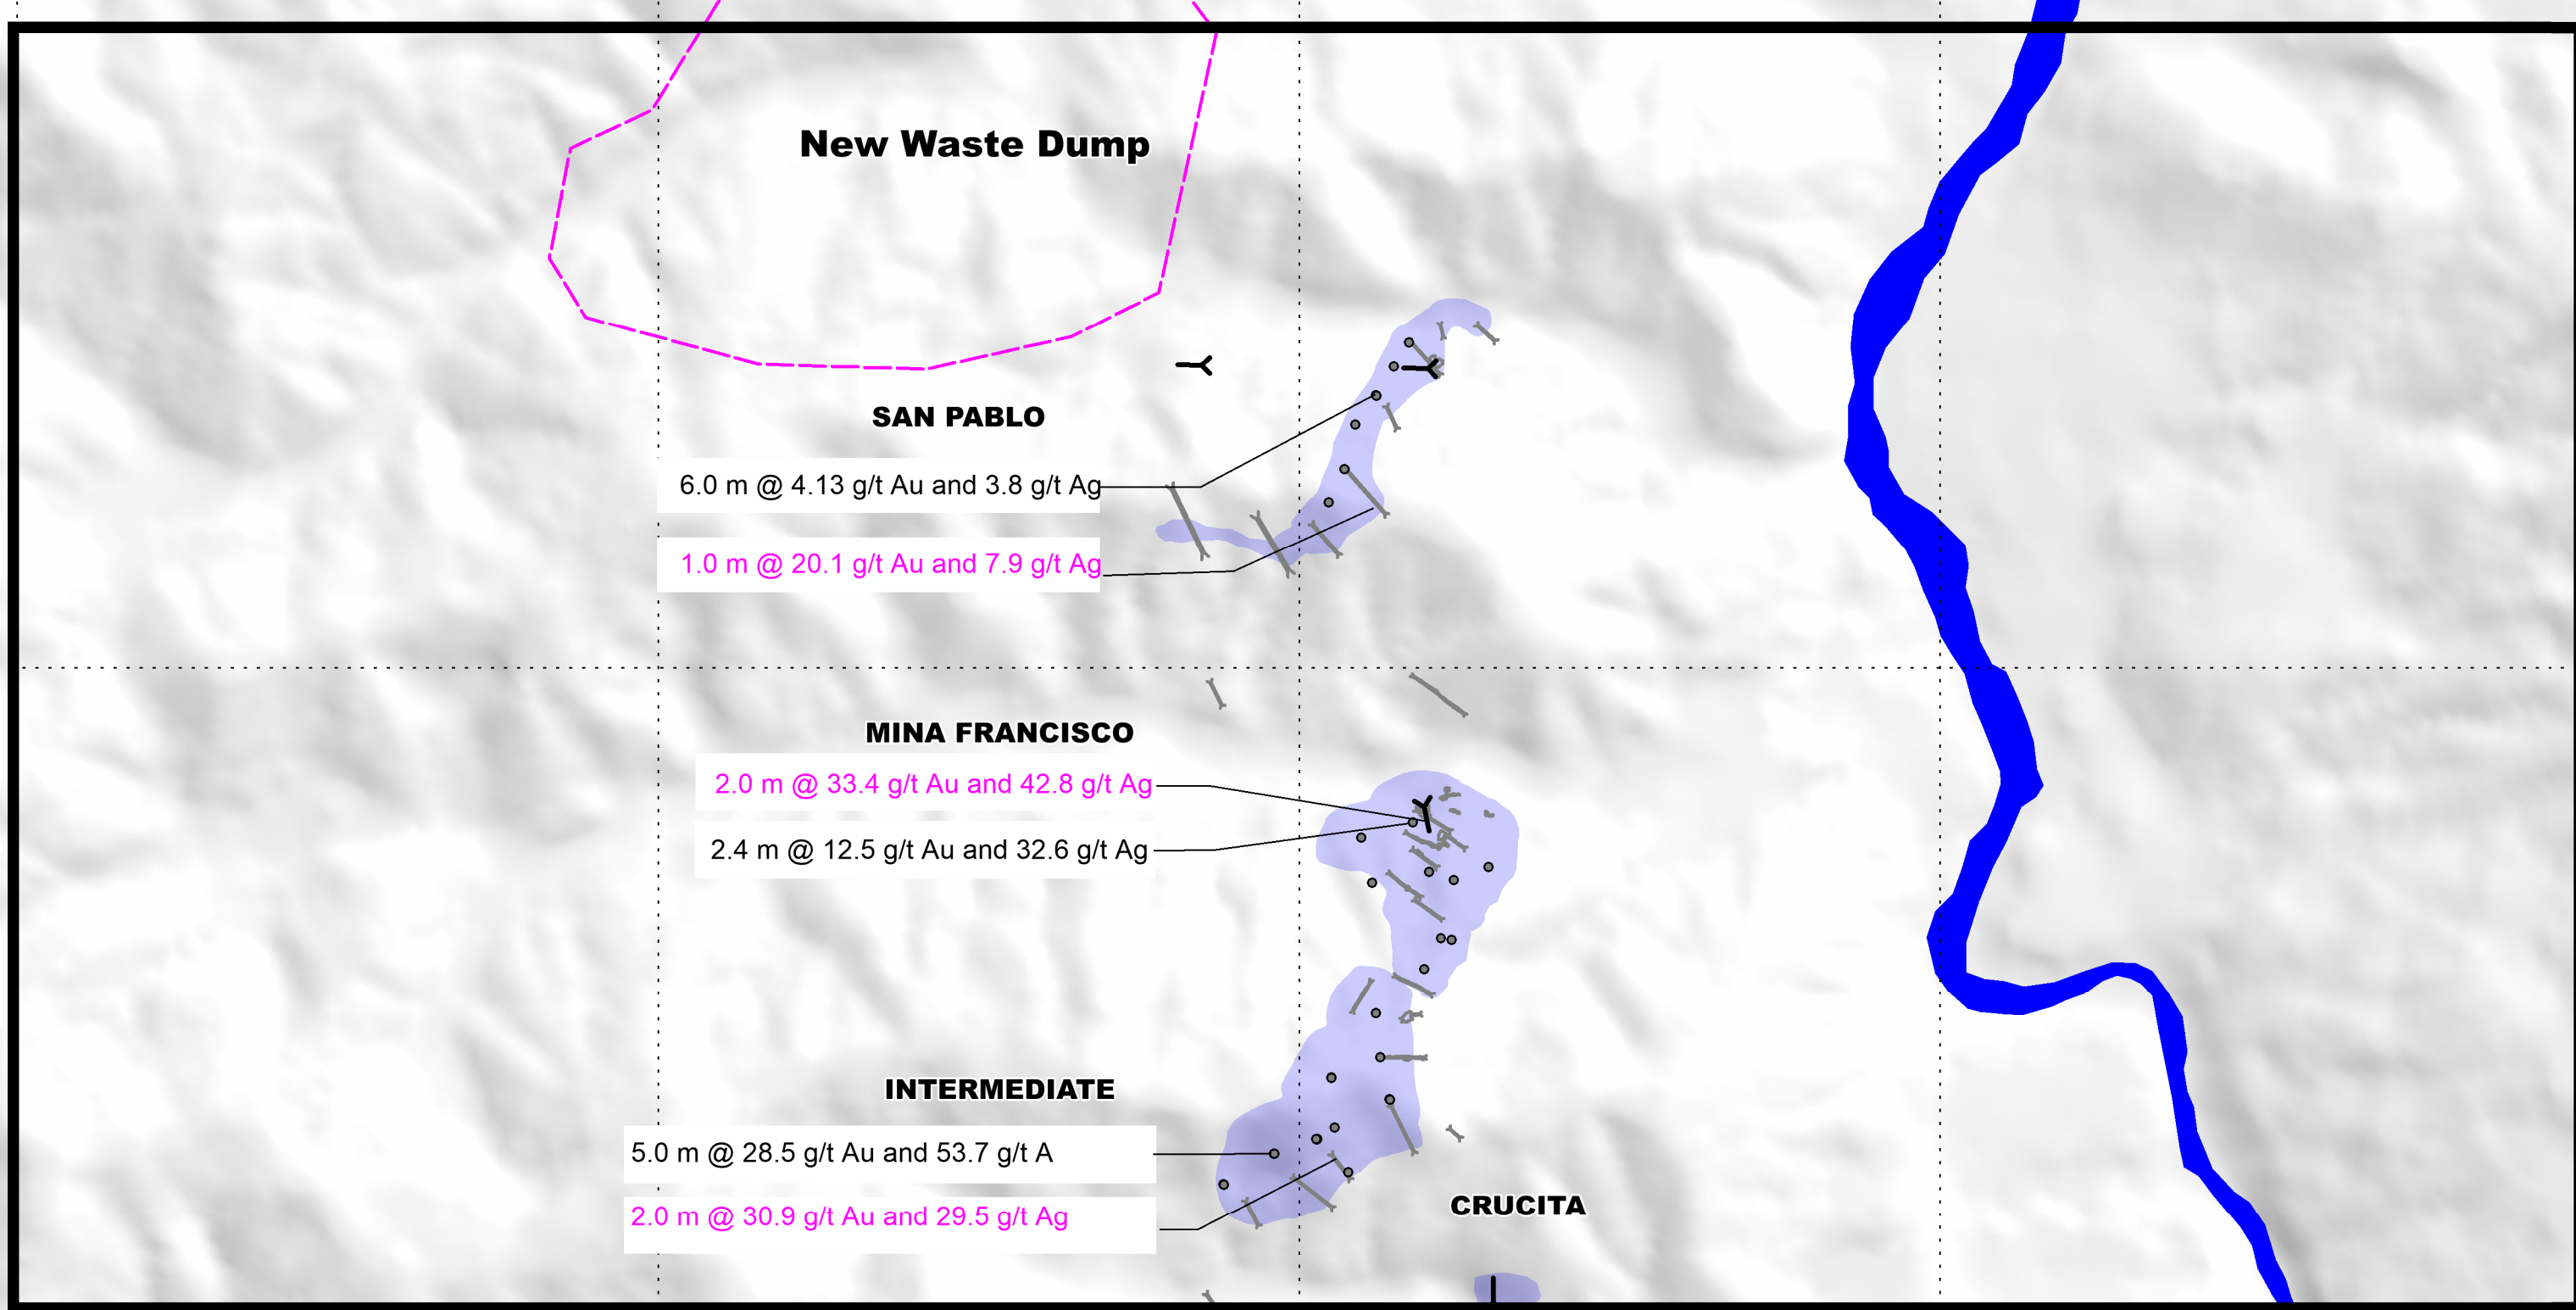 New Waste Dump
SAN PABLO
6.0 m @ 4.13 g/t Au and 3.8 g/t Ag
1.0 m @ 20.1 g/t Au and 7.9 g/t Ag
MINA FRANCISCO
2.0 m @ 33.4 g/t Au and 42.8 g/t Ag
2.4 m @ 12.5 g/t Au and 32.6 g/t Ag
INTERMEDIATE
5.0 m @ 28.5 g/t Au and 53.7 g/t A
2.0 m @ 30.9 g/t Au and 29.5 g/t Ag
CRUCITA